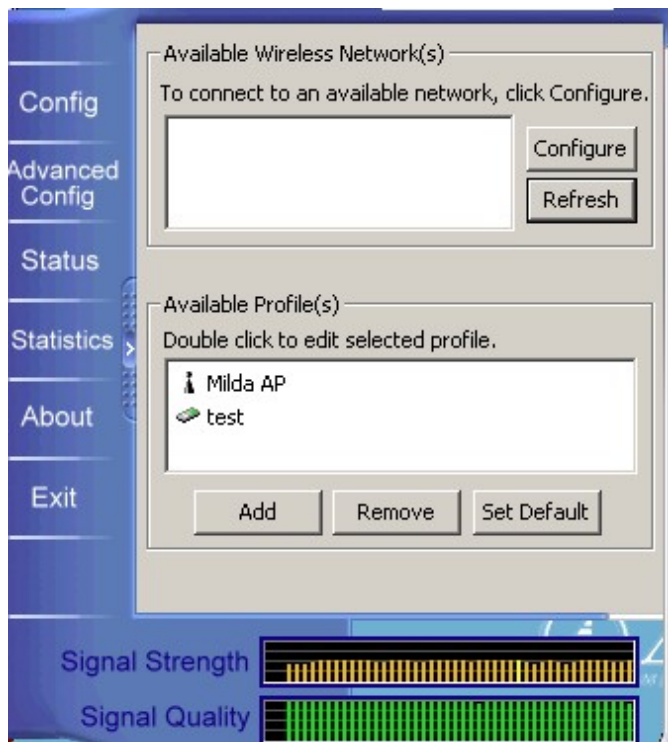 Config
Advanced
Config
Status
Statistics
About
Exit
Available Wireless Network(s)
To connect to an available network, click Configure.
Configure
Refresh
Available Profile(s)
Double click to edit selected profile.
Milda AP
test
Add
Remove
Set Default
Signal Strength
Signal Quality